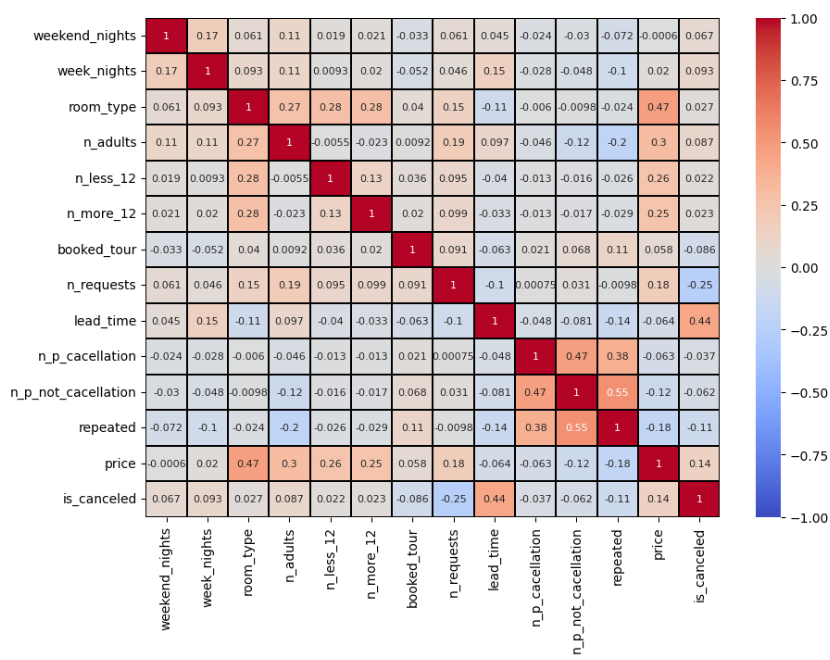 weekend_nights 1 0.17 0.061 0.11 0.019 0.021 -0.033 0.061 0.045 -0.024 -0.03 -0.072 -0.0006 0.067
week_nights 0.17 1 0.093 0.11 0.0093 0.02 -0.052 0.046 0.15 -0.028 -0.048 -0.1 0.02 0.093
room_type 0.061 0.093 1 0.27 0.28 0.28 0.04 0.15 -0.11 -0.006 -0.0098 -0.024 0.47 0.027
n_adults 0.11 0.11 0.27 1 -0.0055 -0.023 0.0092 0.19 0.097 -0.046 -0.12 -0.2 0.3 0.087
n_less_12 0.019 0.0093 0.28 -0.0055 1 0.13 0.036 0.095 -0.04 -0.013 -0.016 -0.026 0.26 0.022
n_more_12 0.021 0.02 0.28 -0.023 0.13 1 0.02 0.099 -0.033 -0.013 -0.017 -0.029 0.25 0.023
booked_tour -0.033 -0.052 0.04 0.0092 0.036 0.02 1 0.091 -0.063 0.021 0.068 0.11 0.058 -0.086
n_requests 0.061 0.046 0.15 0.19 0.095 0.099 0.091 1 -0.1 0.00075 0.031 -0.0098 0.18 -0.25
lead_time 0.045 0.15 -0.11 0.097 -0.04 -0.033 -0.063 -0.1 1 -0.048 -0.081 -0.14 -0.064 0.44
n_p_cacellation -0.024 -0.028 -0.006 -0.046 -0.013 -0.013 0.021 0.00075 -0.048 1 0.47 0.38 -0.063 -0.037
n_p_not_cacellation -0.03 -0.048 -0.0098 -0.12 -0.016 -0.017 0.068 0.031 -0.081 0.47 1 0.55 -0.12 -0.062
repeated -0.072 -0.1 -0.024 -0.2 -0.026 -0.029 0.11 -0.0098 -0.14 0.38 0.55 1 -0.18 -0.11
price -0.0006 0.02 0.47 0.3 0.26 0.25 0.058 0.18 -0.064 -0.063 -0.12 -0.18 1 0.14
is_canceled 0.067 0.093 0.027 0.087 0.022 0.023 -0.086 -0.25 0.44 -0.037 -0.062 -0.11 0.14 1
weekend_nights
week_nights
room_type
n_adults
n_less_12
n_more_12
booked_tour
n_requests
lead_time
n_p_cacellation
n_p_not_cacellation
repeated
price
is_canceled
1.00
0.75
0.50
0.25
0.00
−0.25
−0.50
−0.75
−1.00